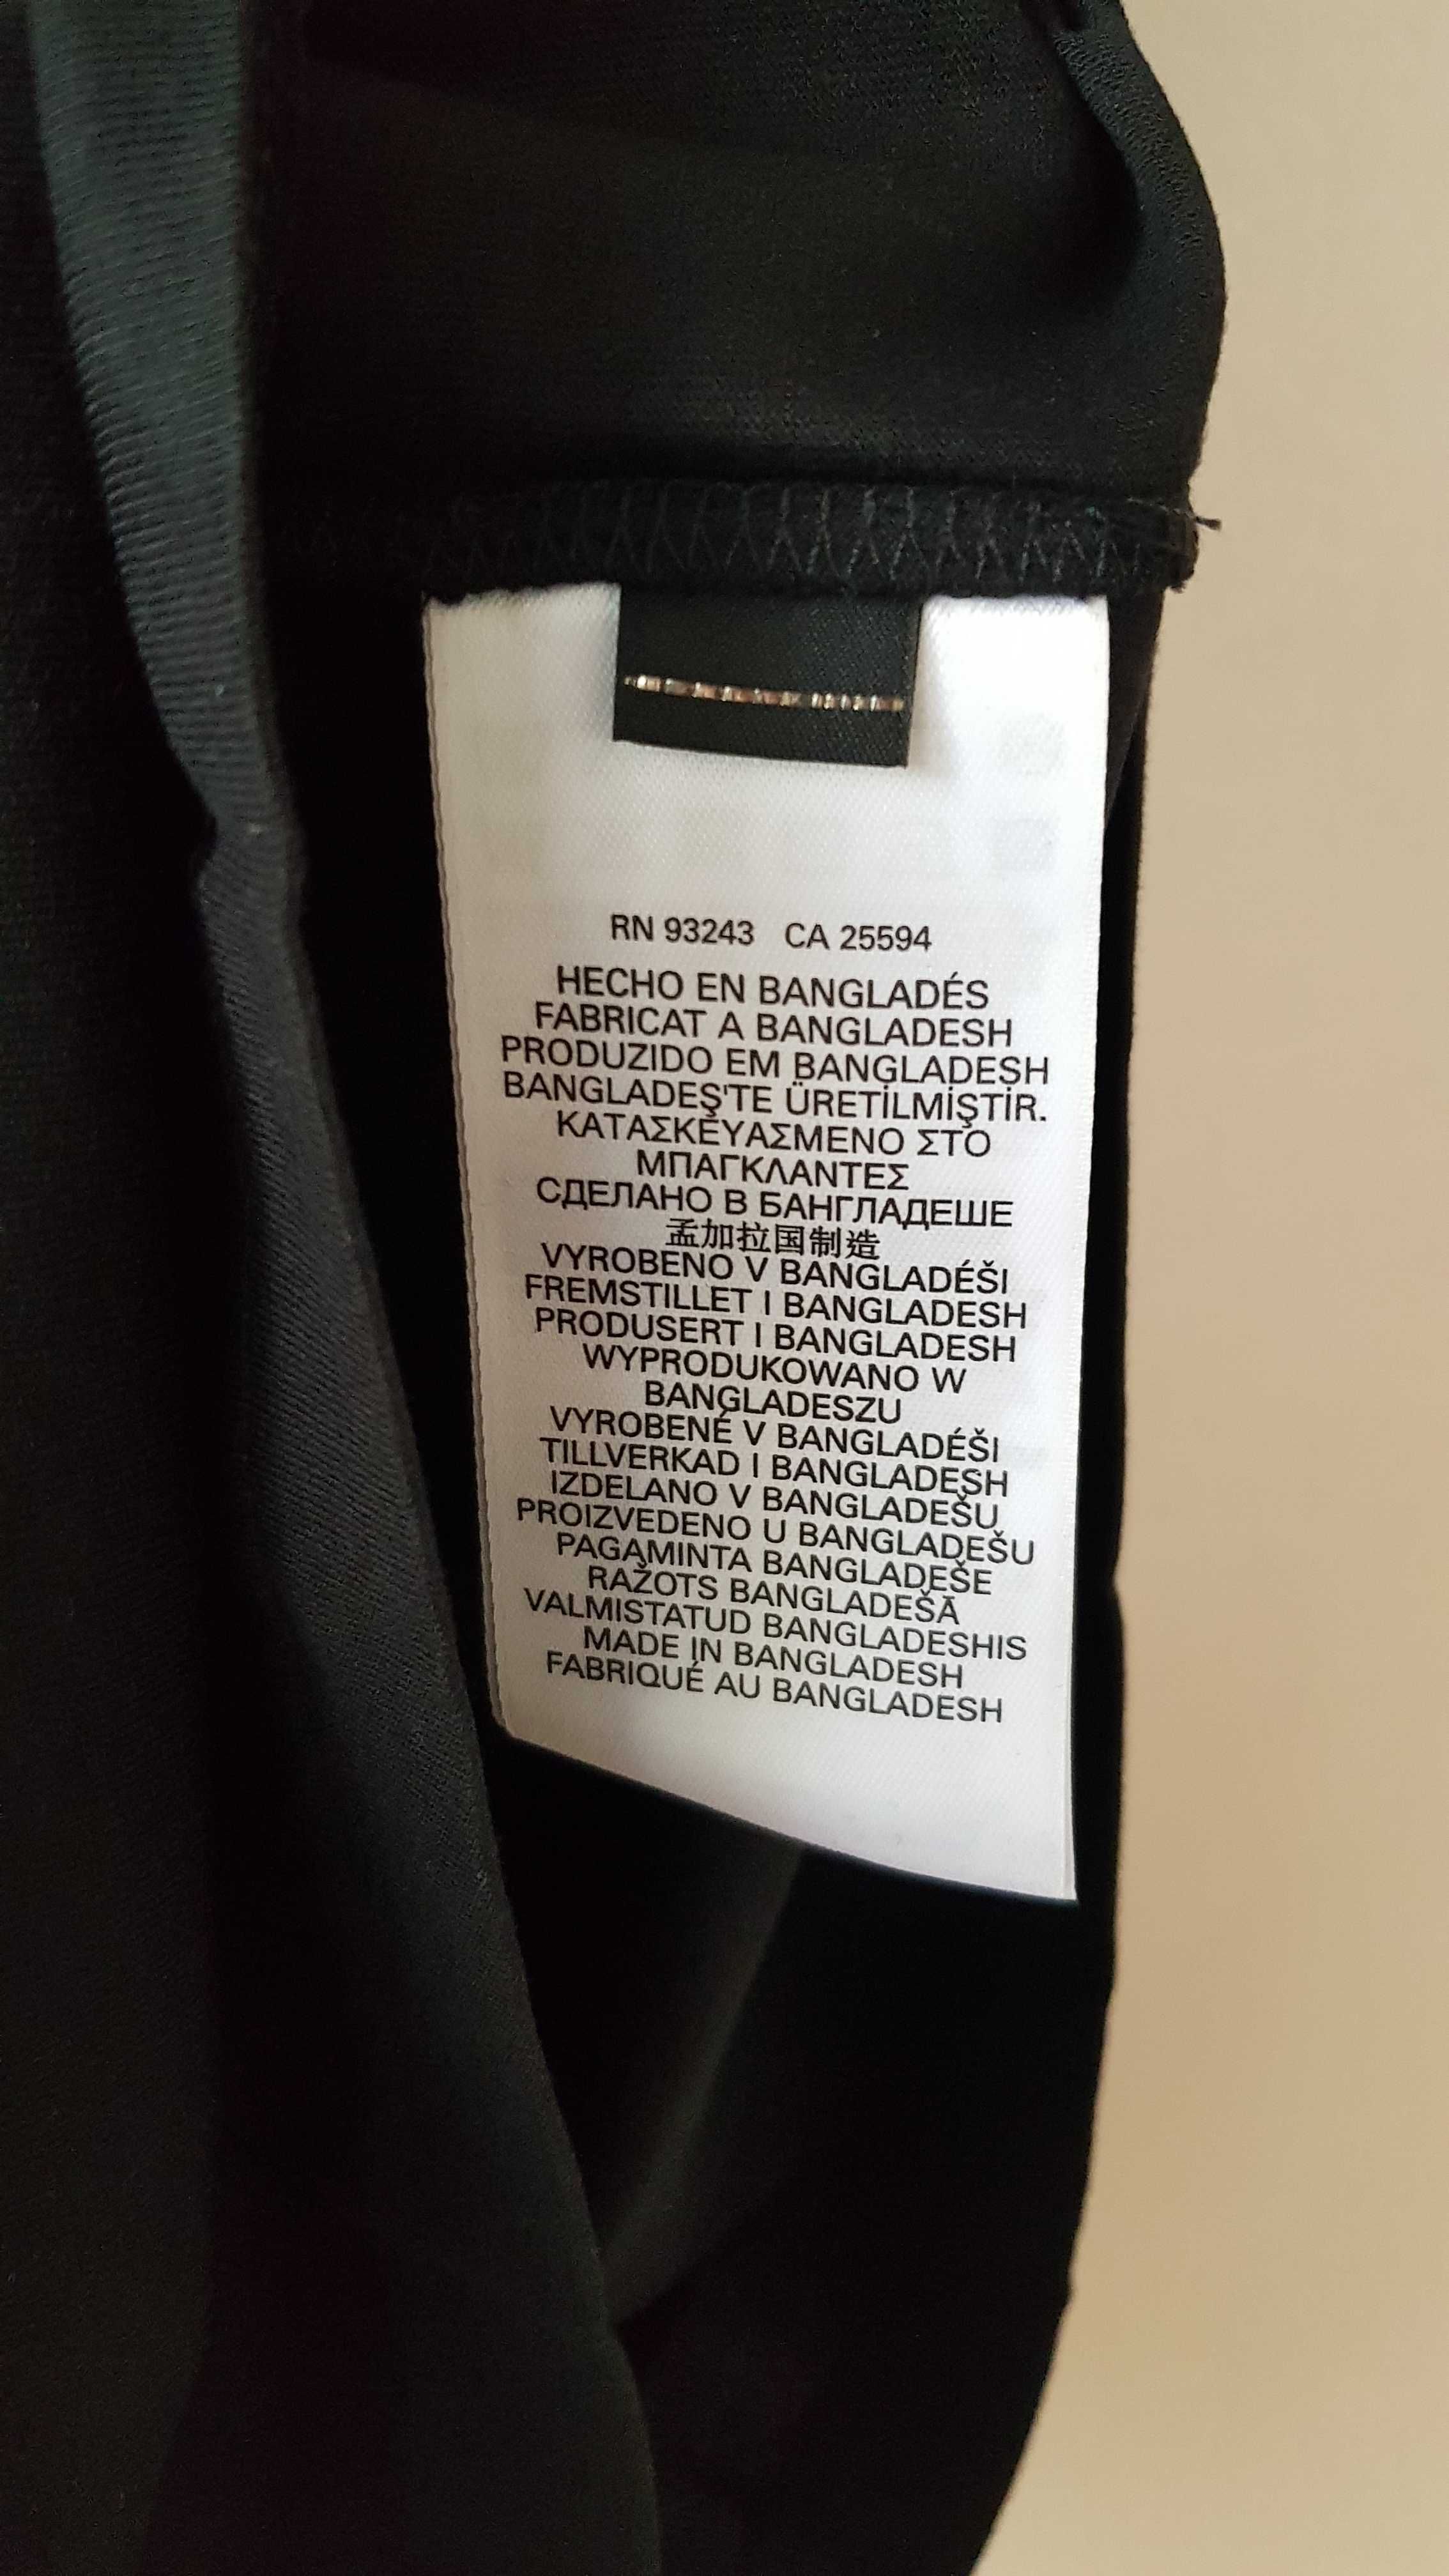 RN 93243 CA 25594
HECHO EN BANGLADÉS
FABRICAT A BANGLADESH
PRODUZIDO EM BANGLADESH
BANGLADEŞ'TE ÜRETİLMİŞTİR.
ΚΑΤΑΣΚΕΥΑΣΜΕΝΟ ΣΤΟ
ΜΠΑΓΚΛΑΝΤΕΣ
СДЕЛАНО В БАНГЛАДЕШЕ
孟加拉国制造
VYROBENO V BANGLADÉŠI
FREMSTILLET I BANGLADESH
PRODUSERT I BANGLADESH
WYPRODUKOWANO W
BANGLADESZU
VYROBENÉ V BANGLADÉŠI
TILLVERKAD I BANGLADESH
IZDELANO V BANGLADEŠU
PROIZVEDENO U BANGLADEŠU
PAGAMINTA BANGLADEŠE
RAŽOTS BANGLADEŠĀ
VALMISTATUD BANGLADESHIS
MADE IN BANGLADESH
FABRIQUÉ AU BANGLADESH